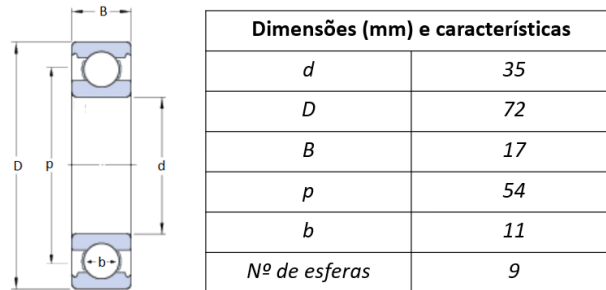 B
D
p
d
b
Dimensões (mm) e características
d 35
D 72
B 17
p 54
b 11
Nº de esferas 9